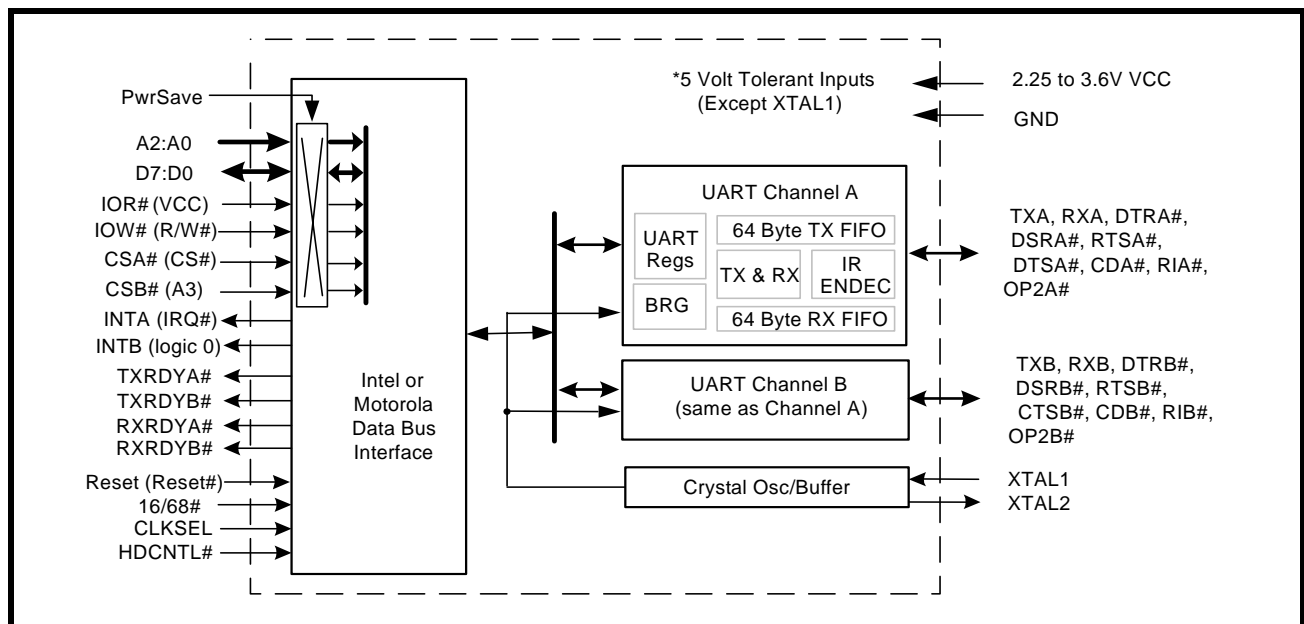 PwrSave
A2:A0
D7:D0
IOR# (VCC)
IOW# (R/W#)
CSA# (CS#)
CSB# (A3)
INTA (IRQ#)
INTB (logic 0)
TXRDYA#
TXRDYB#
RXRDYA#
RXRDYB#
Reset (Reset#)
16/68#
CLKSEL
HDCNTL#
Intel or
Motorola
Data Bus
Interface
*5 Volt Tolerant Inputs
(Except XTAL1)
2.25 to 3.6V VCC
GND
UART Channel A
UART
Regs
BRG
64 Byte TX FIFO
TX & RX
IR
ENDEC
64 Byte RX FIFO
TXA, RXA, DTRA#,
DSRA#, RTSA#,
DTSA#, CDA#, RIA#,
OP2A#
UART Channel B
(same as Channel A)
TXB, RXB, DTRB#,
DSRB#, RTSB#,
CTSB#, CDB#, RIB#,
OP2B#
Crystal Osc/Buffer
XTAL1
XTAL2